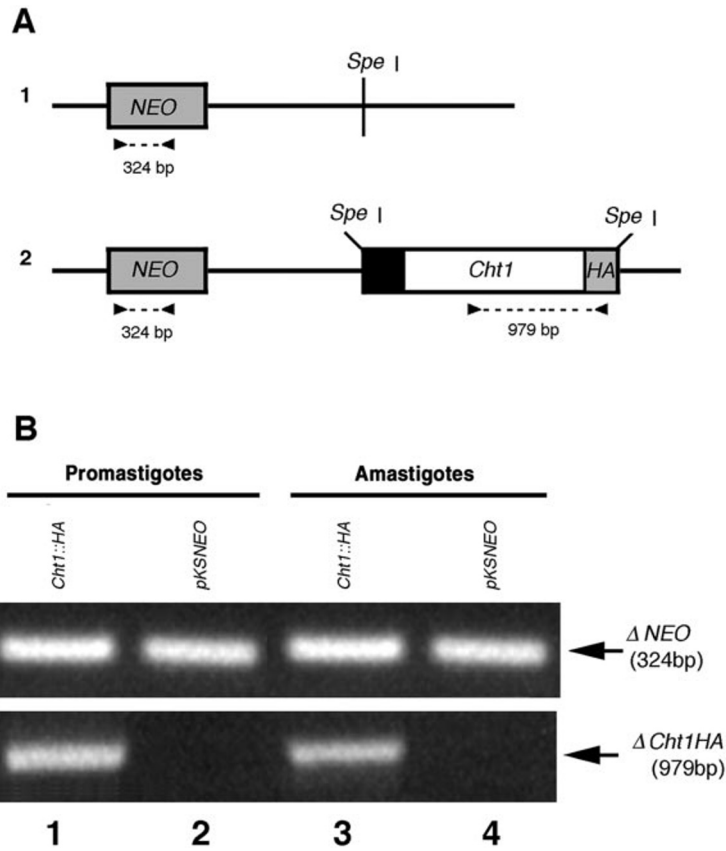 A
1
NEO
Spe I
324 bp
2
NEO
Spe I
Cht1
HA
Spe I
324 bp
979 bp
B
Promastigotes
Amastigotes
Cht1::HA
pKSNEO
Cht1::HA
pKSNEO
Δ NEO
(324bp)
Δ Cht1HA
(979bp)
1 2 3 4